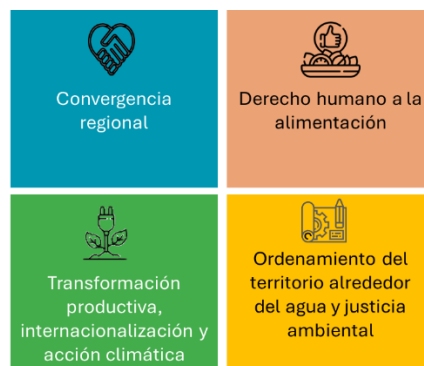 Convergencia
regional
Derecho humano a la
alimentación
Transformación
productiva,
internacionalización y
acción climática
Ordenamiento del
territorio alrededor
del agua y justicia
ambiental